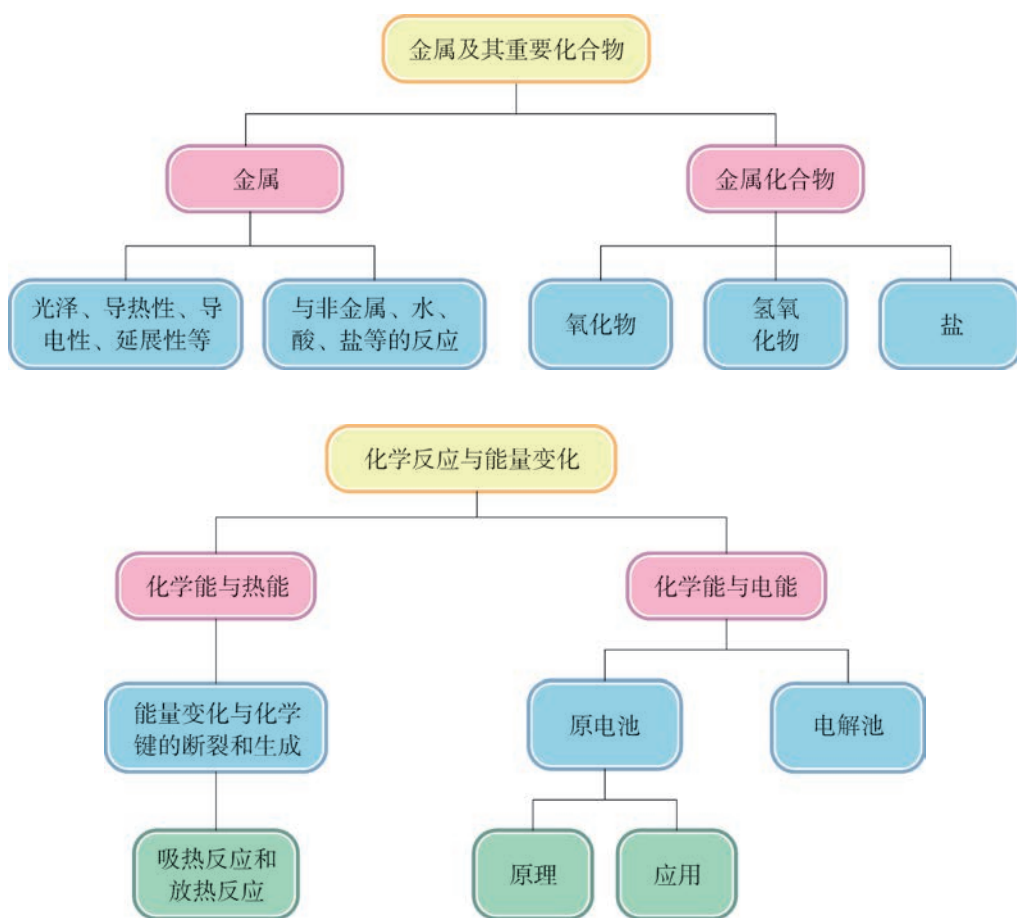 金属及其重要化合物
金属
金属化合物
光泽、导热性、导
电性、延展性等
与非金属、水、
酸、盐等的反应
氧化物
氢氧
化物
盐
化学反应与能量变化
化学能与热能
化学能与电能
能量变化与化学
键的断裂和生成
原电池
电解池
吸热反应和
放热反应
原理
应用